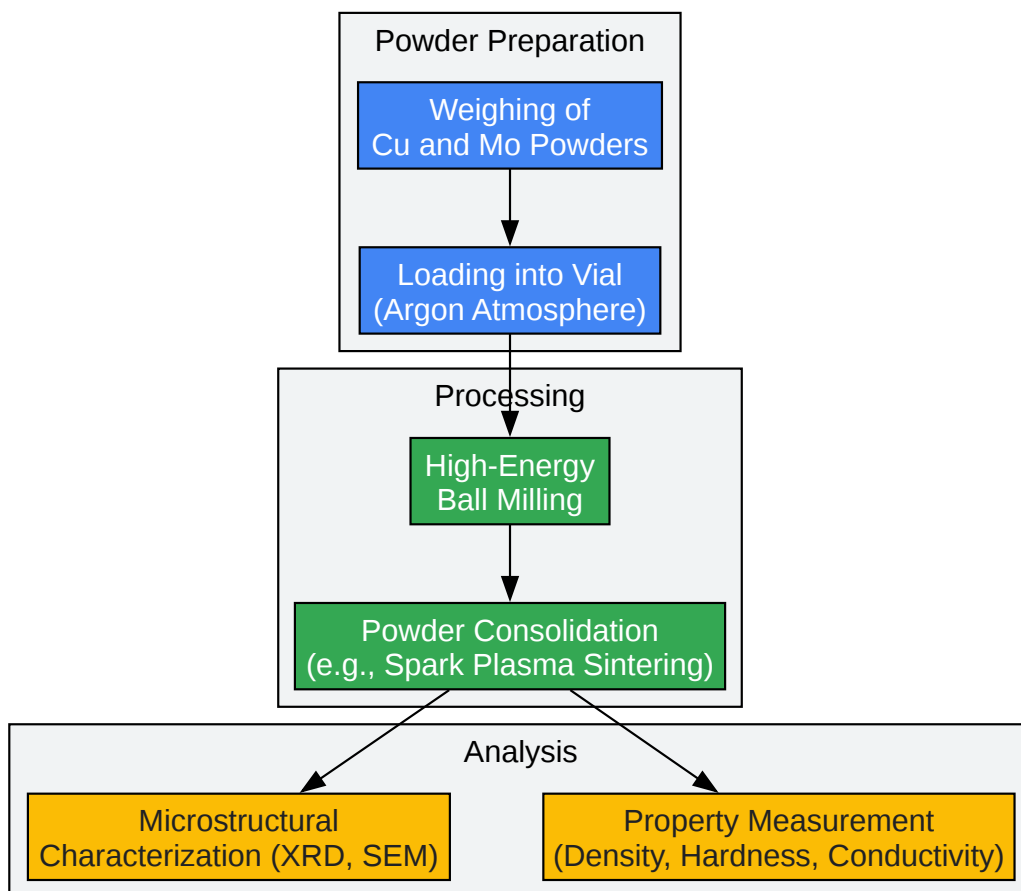 Powder Preparation
Weighing of
Cu and Mo Powders
Loading into Vial
(Argon Atmosphere)
Processing
High-Energy
Ball Milling
Powder Consolidation
(e.g., Spark Plasma Sintering)
Analysis
Microstructural
Characterization (XRD, SEM)
Property Measurement
(Density, Hardness, Conductivity)